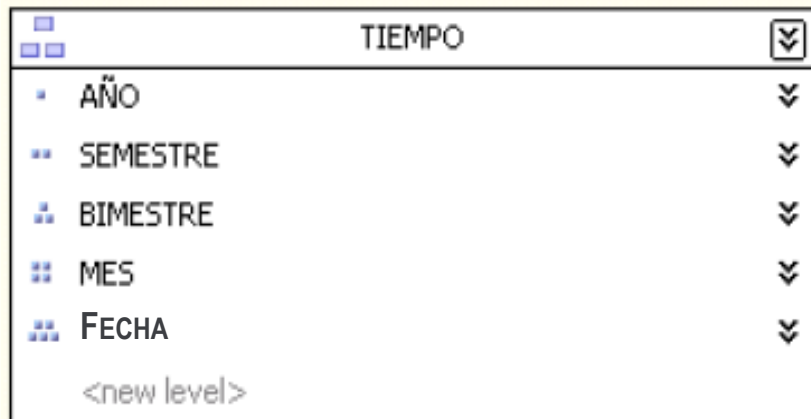 TIEMPO
AÑO
SEMESTRE
BIMESTRE
MES
FECHA
<new level>